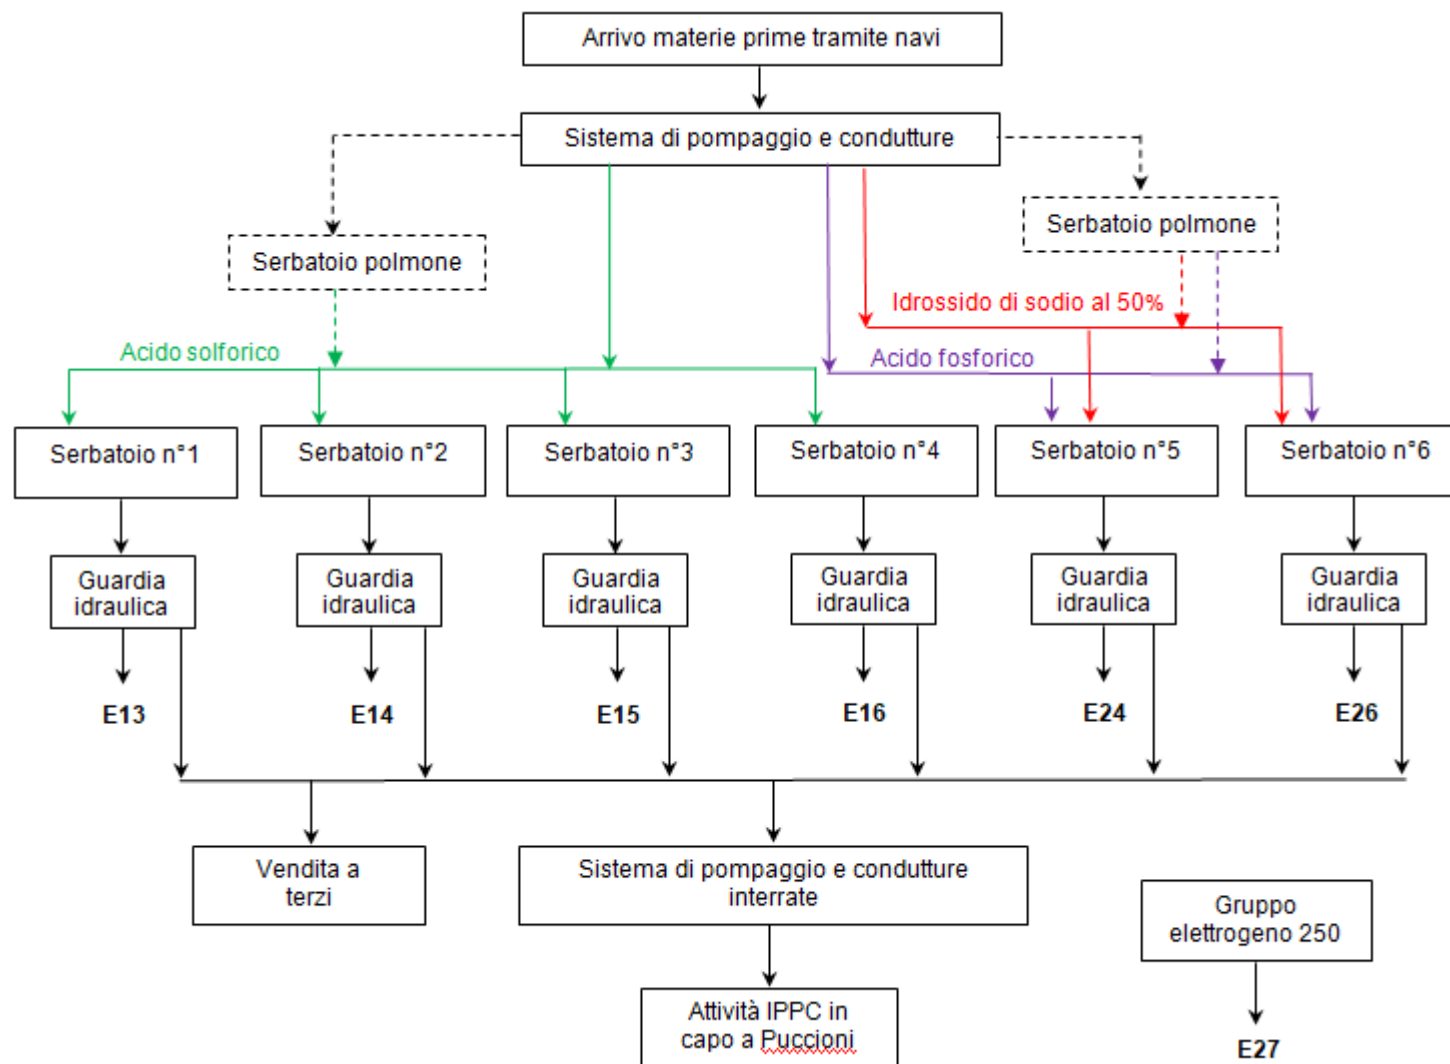 Arrivo materie prime tramite navi
Sistema di pompaggio e condutture
Serbatoio polmone
Serbatoio polmone
Idrossido di sodio al 50%
Acido solforico
Acido fosforico
Serbatoio n°1
Serbatoio n°2
Serbatoio n°3
Serbatoio n°4
Serbatoio n°5
Serbatoio n°6
Guardia
idraulica
Guardia
idraulica
Guardia
idraulica
Guardia
idraulica
Guardia
idraulica
Guardia
idraulica
E13
E14
E15
E16
E24
E26
Vendita a
terzi
Sistema di pompaggio e condutture
interrate
Gruppo
elettrogeno 250
Attività IPPC in
capo a Puccioni
E27